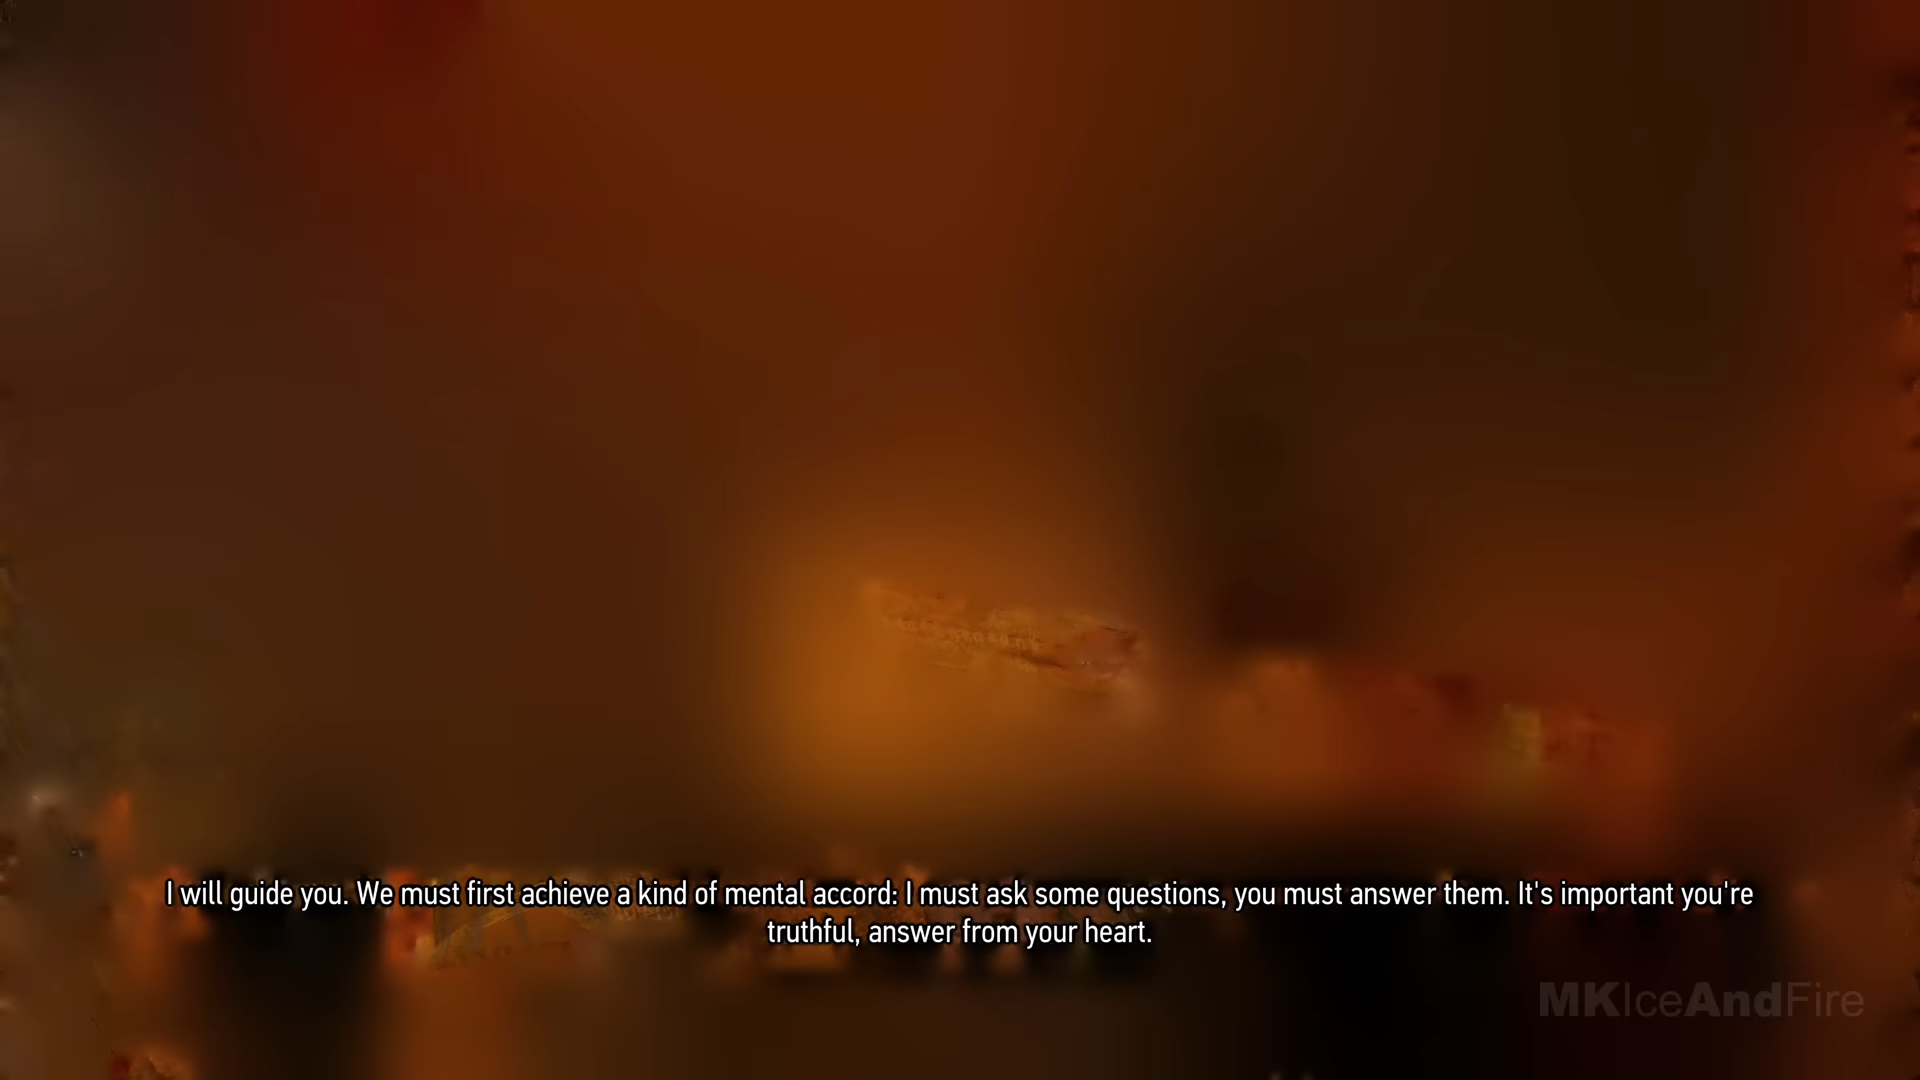 I will guide you. We must first achieve a kind of mental accord: I must ask some questions, you must answer them. It's important you're
truthful, answer from your heart.
MKIceAndFire